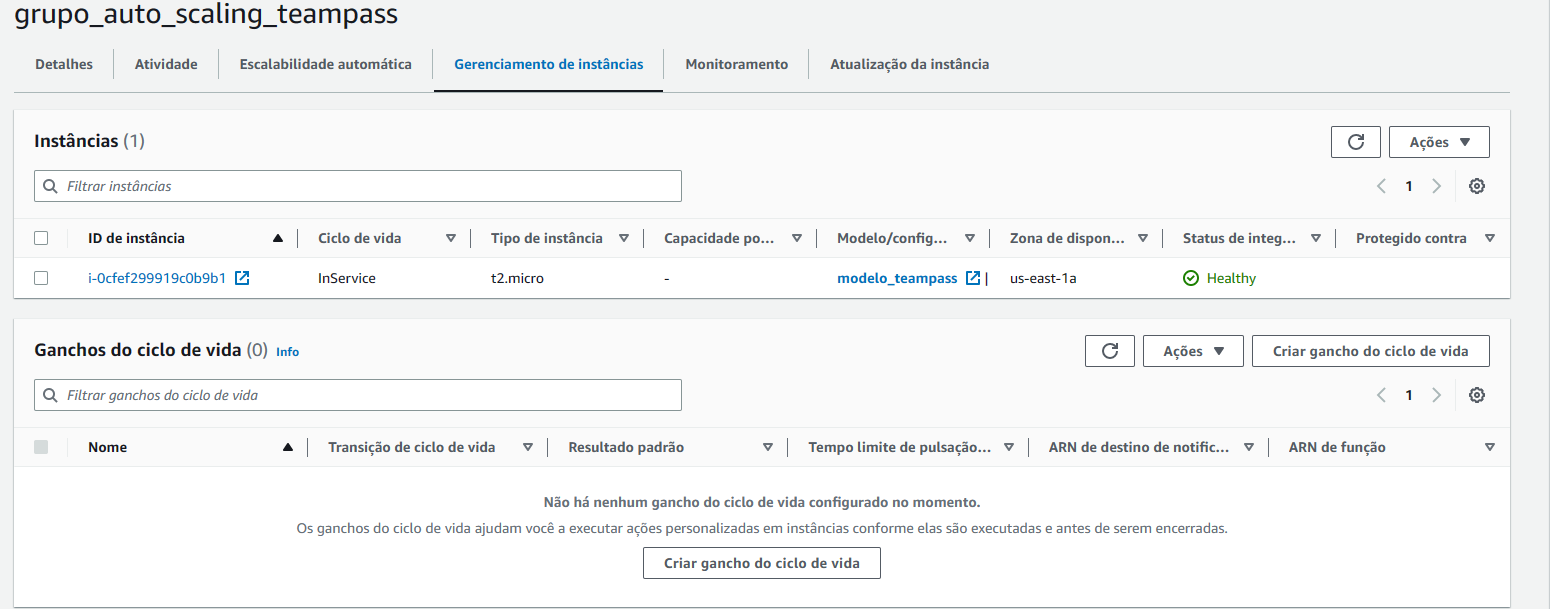 grupo_auto_scaling_teampass
Detalhes Atividade Escalabilidade automática Gerenciamento de instâncias Monitoramento Atualização da instância
Instâncias (1)
Ações
Filtrar instâncias
1
ID de instância Ciclo de vida Tipo de instância Capacidade po... Modelo/config... Zona de dispon... Status de integ... Protegido contra
i-0cfef299919c0b9b1 InService t2.micro - modelo_teampass | us-east-1a Healthy
Ganchos do ciclo de vida (0) Info
Ações Criar gancho do ciclo de vida
Filtrar ganchos do ciclo de vida
1
Nome Transição de ciclo de vida Resultado padrão Tempo limite de pulsação... ARN de destino de notific... ARN de função
Não há nenhum gancho do ciclo de vida configurado no momento.
Os ganchos do ciclo de vida ajudam você a executar ações personalizadas em instâncias conforme elas são executadas e antes de serem encerradas.
Criar gancho do ciclo de vida